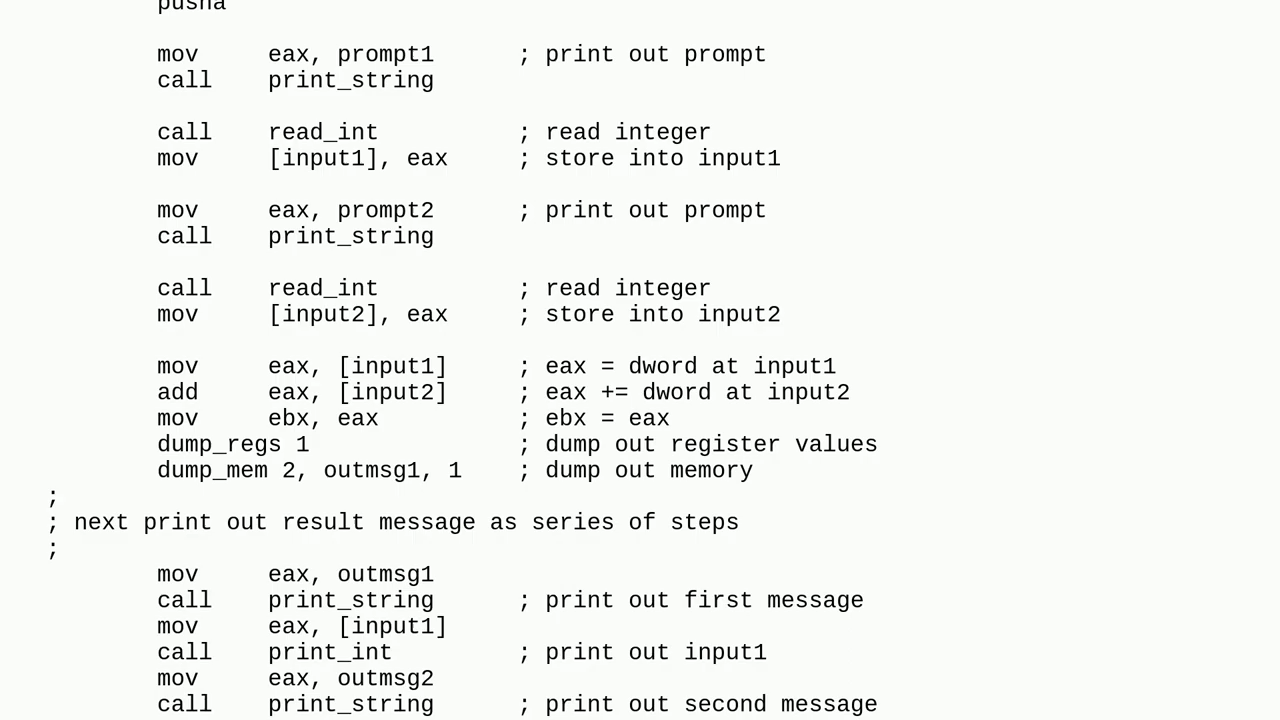 pusha
mov     eax, prompt1      ; print out prompt
call    print_string
call    read_int          ; read integer
mov     [input1], eax     ; store into input1
mov     eax, prompt2      ; print out prompt
call    print_string
call    read_int          ; read integer
mov     [input2], eax     ; store into input2
mov     eax, [input1]     ; eax = dword at input1
add     eax, [input2]     ; eax += dword at input2
mov     ebx, eax          ; ebx = eax
dump_regs 1               ; dump out register values
dump_mem 2, outmsg1, 1    ; dump out memory
;
; next print out result message as series of steps
;
mov     eax, outmsg1
call    print_string      ; print out first message
mov     eax, [input1]
call    print_int         ; print out input1
mov     eax, outmsg2
call    print_string      ; print out second message